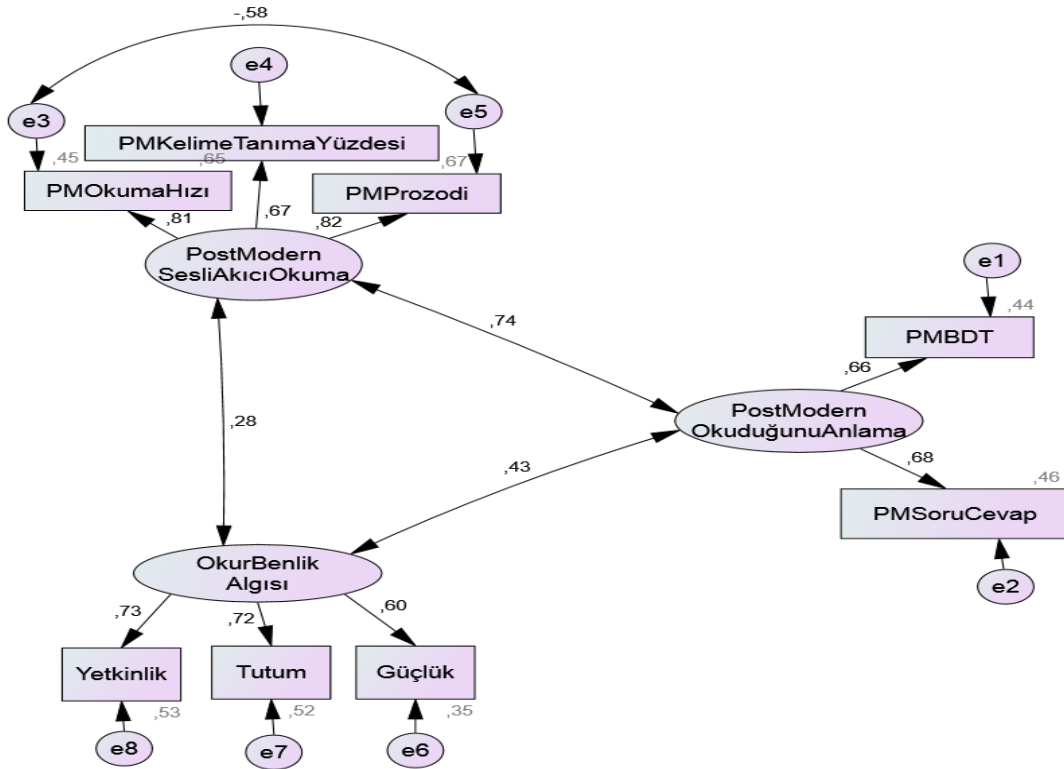 -,58
e4
e3
e5
PMKelimeTanımaYüzdesi
,45
,65
,67
PMOkumaHızı
PMProzodi
,81
,67
,82
PostModern
SesliAkıcıOkuma
e1
,44
,74
PMBDT
,66
PostModern
OkuduğunuAnlama
,28
,43
,68
,46
PMSoruCevap
OkurBenlik
Algısı
e2
,73
,72
,60
Yetkinlik
Tutum
Güçlük
,53
,52
,35
e8
e7
e6